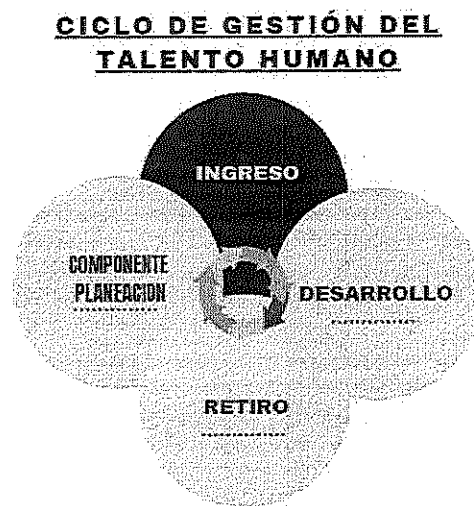 CICLO DE GESTIÓN DEL
TALENTO HUMANO
INGRESO
COMPONENTE
PLANEACION
DESARROLLO
RETIRO